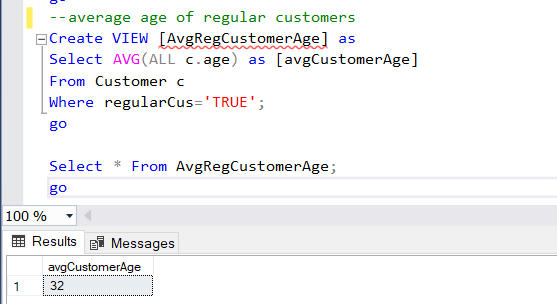 --average age of regular customers
Create VIEW [AvgRegCustomerAge] as
Select AVG(ALL c.age) as [avgCustomerAge]
From Customer c
Where regularCus='TRUE';
go
Select * From AvgRegCustomerAge;
go
100 %
Results Messages
avgCustomerAge
1 32